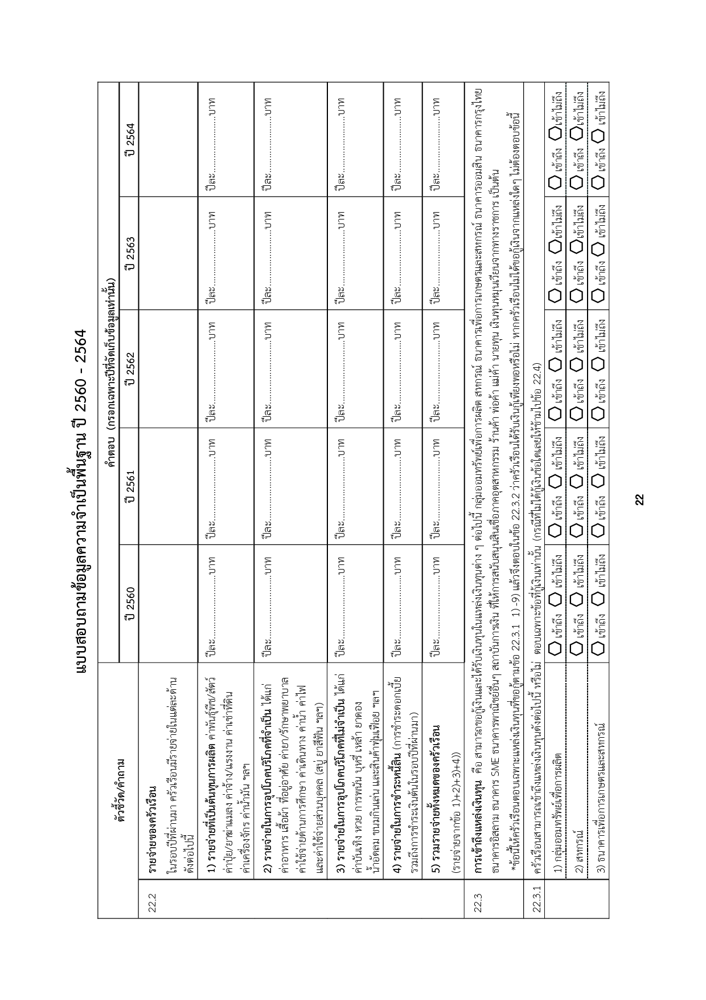 แบบสอบถามข้อมูลความจำเป็นพื้นฐาน ปี 2560 - 2564
ตัวชี้วัด/คำถาม
คำตอบ (กรอกเฉพาะปีที่จัดเก็บข้อมูลเท่านั้น)
ปี 2560 ปี 2561 ปี 2562 ปี 2563 ปี 2564
22.2 รายจ่ายของครัวเรือน
ในรอบปีที่ผ่านมา ครัวเรือนมีรายจ่ายในแต่ละด้าน
ดังต่อไปนี้
1) รายจ่ายที่เป็นต้นทุนการผลิต ค่าพันธุ์พืช/สัตว์
ค่าปุ๋ย/ยาฆ่าแมลง ค่าจ้าง/แรงงาน ค่าเช่าที่ดิน
ค่าเครื่องจักร ค่าน้ำมัน ฯลฯ
ปีละ......................บาท ปีละ......................บาท ปีละ......................บาท ปีละ......................บาท ปีละ......................บาท
2) รายจ่ายในการอุปโภคบริโภคที่จำเป็น ได้แก่
ค่าอาหาร เสื้อผ้า ที่อยู่อาศัย ค่ายา/รักษาพยาบาล
ค่าใช้จ่ายด้านการศึกษา ค่าเดินทาง ค่าน้ำ ค่าไฟ
และค่าใช้จ่ายส่วนบุคคล (สบู่ ยาสีฟัน ฯลฯ)
ปีละ......................บาท ปีละ......................บาท ปีละ......................บาท ปีละ......................บาท ปีละ......................บาท
3) รายจ่ายในการอุปโภคบริโภคที่ไม่จำเป็น ได้แก่
ค่าบันเทิง หวย การพนัน บุหรี่ เหล้า ยาดอง
น้ำอัดลม ขนมกินเล่น และสินค้าฟุ่มเฟือย ฯลฯ
ปีละ......................บาท ปีละ......................บาท ปีละ......................บาท ปีละ......................บาท ปีละ......................บาท
4) รายจ่ายในการชำระหนี้สิน (การชำระดอกเบี้ย
รวมถึงการชำระเงินต้นในรอบปีที่ผ่านมา)
ปีละ......................บาท ปีละ......................บาท ปีละ......................บาท ปีละ......................บาท ปีละ......................บาท
5) รวมรายจ่ายทั้งหมดของครัวเรือน
(รายจ่ายจากข้อ 1)+2)+3)+4))
ปีละ......................บาท ปีละ......................บาท ปีละ......................บาท ปีละ......................บาท ปีละ......................บาท
22.3 การเข้าถึงแหล่งเงินทุน คือ สามารถขอกู้เงินและได้รับเงินทุนในแหล่งเงินทุนต่าง ๆ ต่อไปนี้ กลุ่มออมทรัพย์เพื่อการผลิต สหกรณ์ ธนาคารเพื่อการเกษตรและสหกรณ์ ธนาคารออมสิน ธนาคารกรุงไทย
ธนาคารอิสลาม ธนาคาร SME ธนาคารพาณิชย์อื่นๆ สถาบันการเงิน ที่ให้การสนับสนุนสินเชื่อภาคอุตสาหกรรม ร้านค้า พ่อค้า แม่ค้า นายทุน เงินทุนหมุนเวียนจากทางราชการ เป็นต้น
*ข้อนี้ให้ครัวเรือนตอบเฉพาะแหล่งเงินทุนที่ขอกู้ตามข้อ 22.3.1 1) -9) แล้วจึงตอบในข้อ 22.3.2 ว่าครัวเรือนได้รับเงินกู้เพียงพอหรือไม่ หากครัวเรือนไม่ได้ขอกู้เงินจากแหล่งใดๆ ไม่ต้องตอบข้อนี้
22.3.1 ครัวเรือนสามารถเข้าถึงแหล่งเงินทุนดังต่อไปนี้ หรือไม่ ตอบเฉพาะข้อที่กู้เงินเท่านั้น (กรณีที่ไม่ได้กู้เงินข้อใดเลยให้ข้ามไปข้อ 22.4)
1) กลุ่มออมทรัพย์เพื่อการผลิต เข้าถึง เข้าไม่ถึง เข้าถึง เข้าไม่ถึง เข้าถึง เข้าไม่ถึง เข้าถึง เข้าไม่ถึง เข้าถึง เข้าไม่ถึง
2) สหกรณ์ เข้าถึง เข้าไม่ถึง เข้าถึง เข้าไม่ถึง เข้าถึง เข้าไม่ถึง เข้าถึง เข้าไม่ถึง เข้าถึง เข้าไม่ถึง
3) ธนาคารเพื่อการเกษตรและสหกรณ์ เข้าถึง เข้าไม่ถึง เข้าถึง เข้าไม่ถึง เข้าถึง เข้าไม่ถึง เข้าถึง เข้าไม่ถึง เข้าถึง เข้าไม่ถึง
22